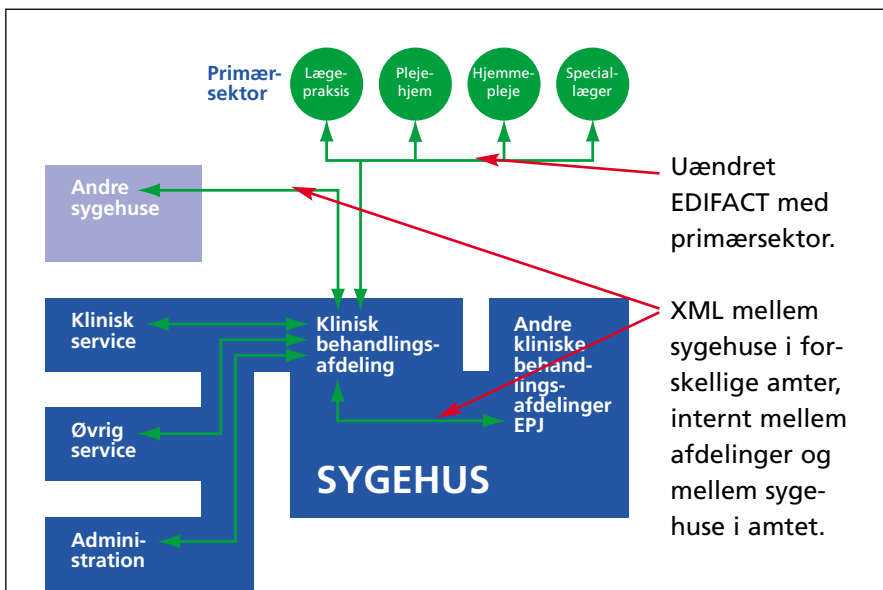 Primær-
sektor
Læge-
praksis
Pleje-
hjem
Hjemme-
pleje
Special-
læger
Uændret
EDIFACT med
primærsektor.
Andre
sygehuse
XML mellem
sygehuse i for-
skellige amter,
internt mellem
afdelinger og
mellem syge-
huse i amtet.
Klinisk
service
Klinisk
behandlings-
afdeling
Andre
kliniske
behand-
lings-
afdelinger
EPJ
Øvrig
service
SYGEHUS
Admini-
stration